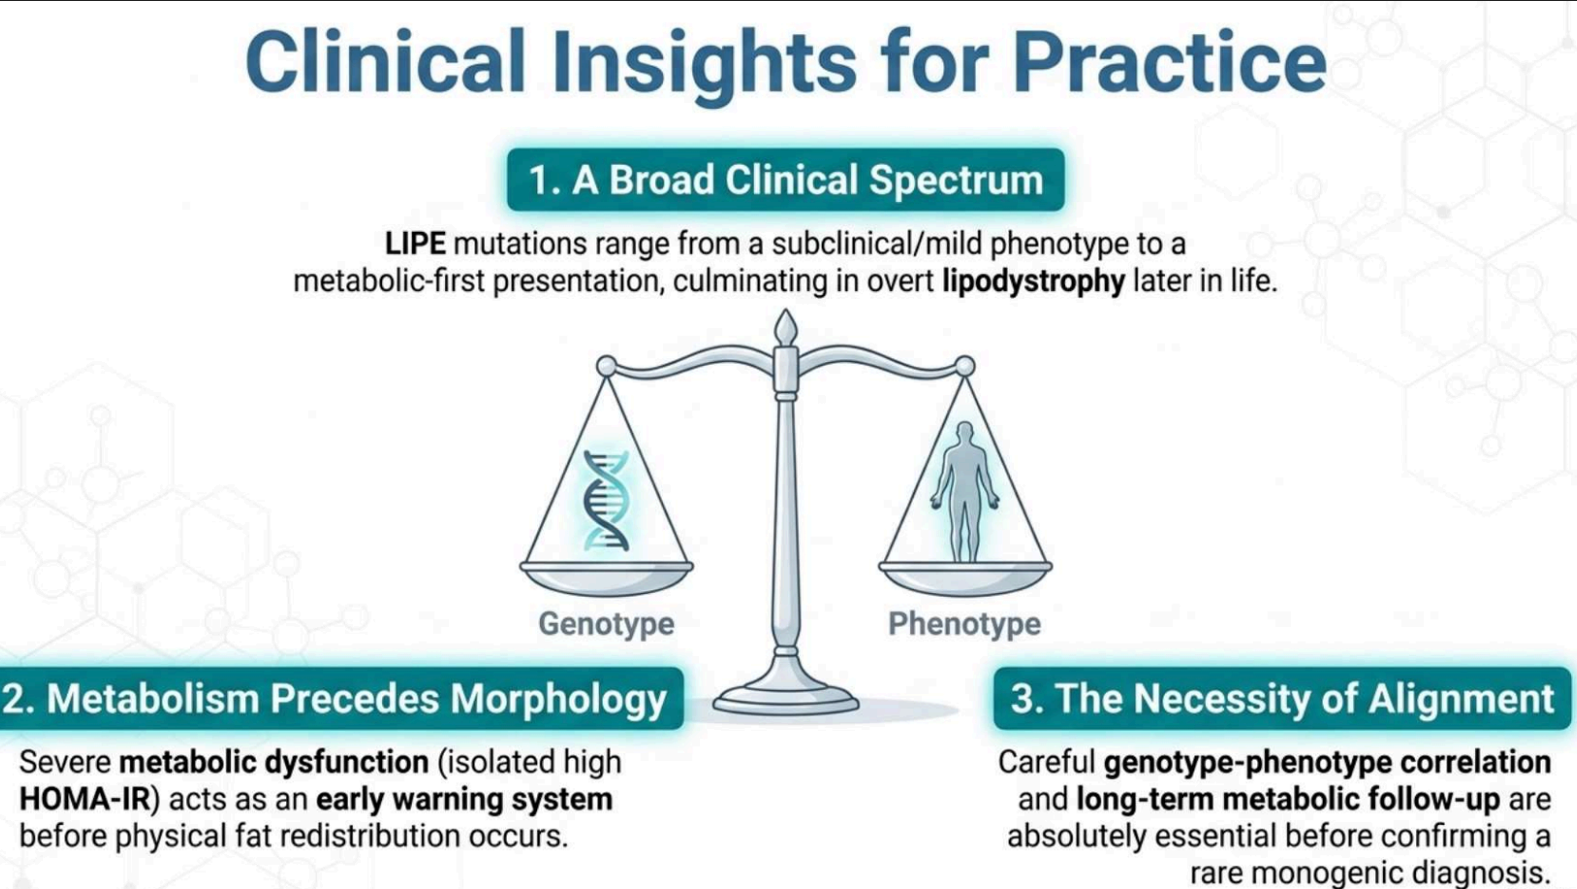 Clinical Insights for Practice
1. A Broad Clinical Spectrum
LIPE mutations range from a subclinical/mild phenotype to a
metabolic-first presentation, culminating in overt lipodystrophy later in life.
Genotype
Phenotype
2. Metabolism Precedes Morphology
Severe metabolic dysfunction (isolated high
HOMA-IR) acts as an early warning system
before physical fat redistribution occurs.
3. The Necessity of Alignment
Careful genotype-phenotype correlation
and long-term metabolic follow-up are
absolutely essential before confirming a
rare monogenic diagnosis.